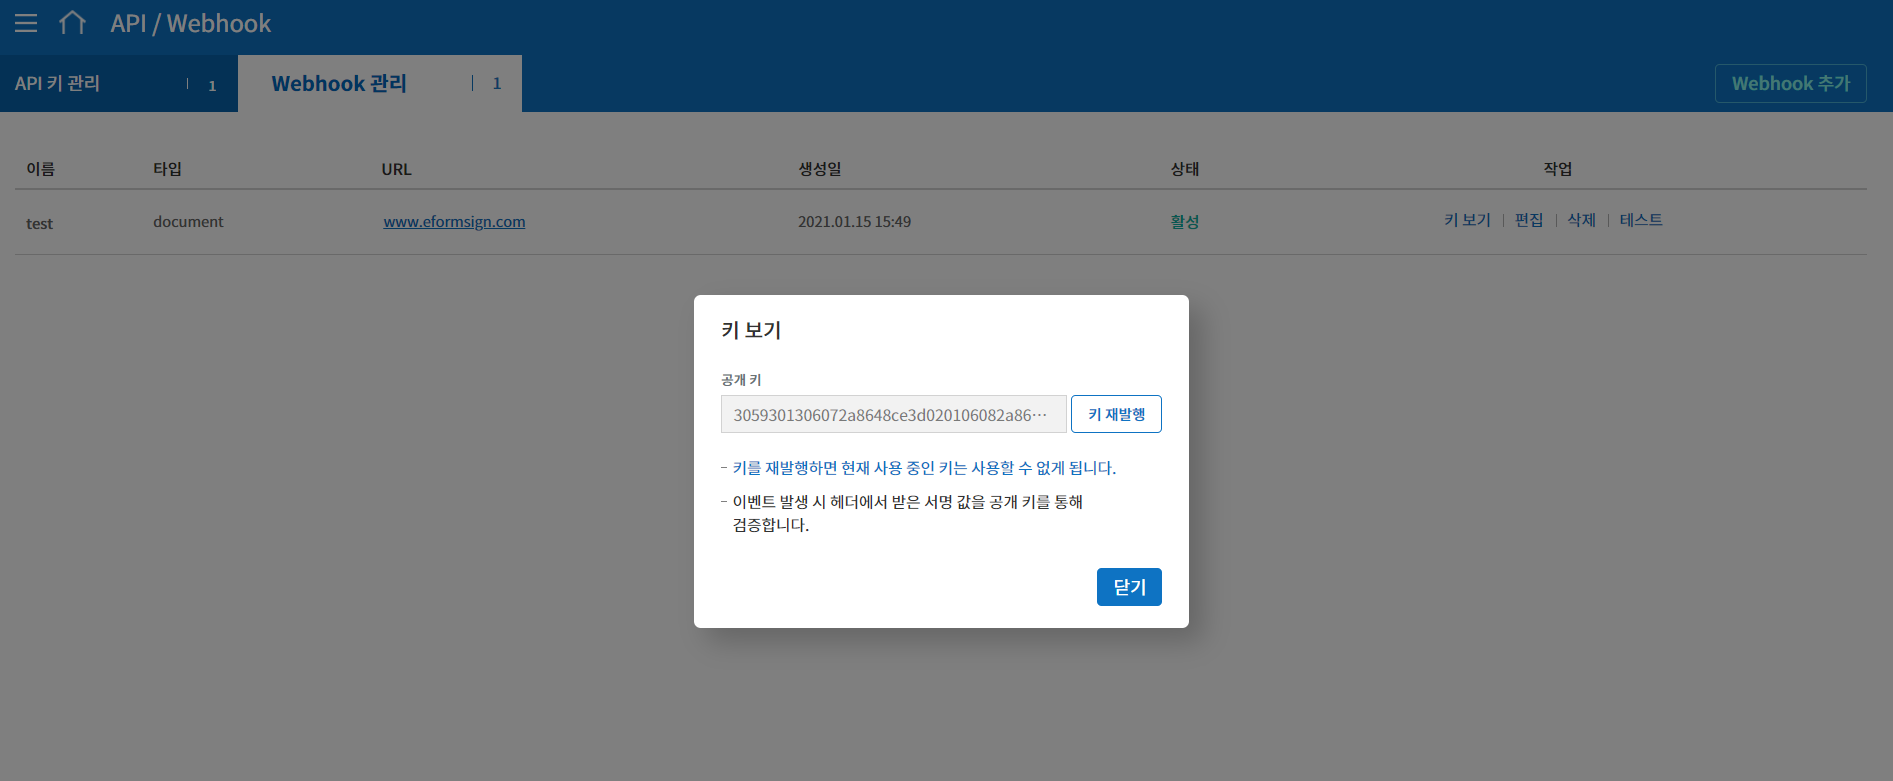 API / Webhook
API 키 관리 1
Webhook 관리 1
Webhook 추가
이름 타입 URL 생성일 상태 작업
test document www.eformsign.com 2021.01.15 15:49 활성 키 보기 편집 삭제 테스트
키 보기
공개 키
3059301306072a8648ce3d020106082a86⋯ 키 재발행
- 키를 재발행하면 현재 사용 중인 키는 사용할 수 없게 됩니다.
- 이벤트 발생 시 헤더에서 받은 서명 값을 공개 키를 통해
검증합니다.
닫기